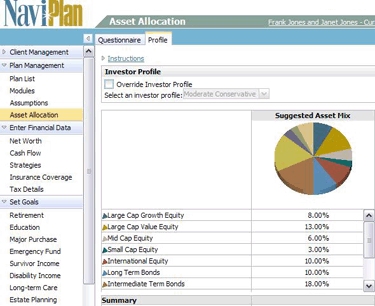 NaviPlan
Asset Allocation
Frank Jones and Janet Jones - Cur
Client Management
Plan Management
Plan List
Modules
Assumptions
Asset Allocation
Enter Financial Data
Net Worth
Cash Flow
Strategies
Insurance Coverage
Tax Details
Set Goals
Retirement
Education
Major Purchase
Emergency Fund
Survivor Income
Disability Income
Long-term Care
Estate Planning
Questionnaire Profile
Instructions
Investor Profile
Override Investor Profile
Select an investor profile: Moderate Conservative
Suggested Asset Mix
Large Cap Growth Equity 8.00%
Large Cap Value Equity 13.00%
Mid Cap Equity 6.00%
Small Cap Equity 3.00%
International Equity 10.00%
Long Term Bonds 10.00%
Intermediate Term Bonds 18.00%
Summary